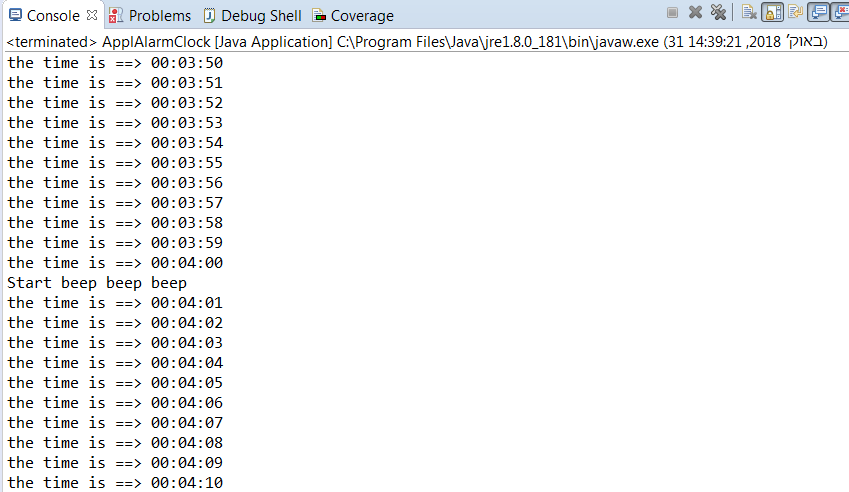 Console Problems Debug Shell Coverage
<terminated> ApplAlarmClock [Java Application] C:\Program Files\Java\jre1.8.0_181\bin\javaw.exe (31 באוק׳ 2018, 14:39:21)
the time is ==> 00:03:50
the time is ==> 00:03:51
the time is ==> 00:03:52
the time is ==> 00:03:53
the time is ==> 00:03:54
the time is ==> 00:03:55
the time is ==> 00:03:56
the time is ==> 00:03:57
the time is ==> 00:03:58
the time is ==> 00:03:59
the time is ==> 00:04:00
Start beep beep beep
the time is ==> 00:04:01
the time is ==> 00:04:02
the time is ==> 00:04:03
the time is ==> 00:04:04
the time is ==> 00:04:05
the time is ==> 00:04:06
the time is ==> 00:04:07
the time is ==> 00:04:08
the time is ==> 00:04:09
the time is ==> 00:04:10